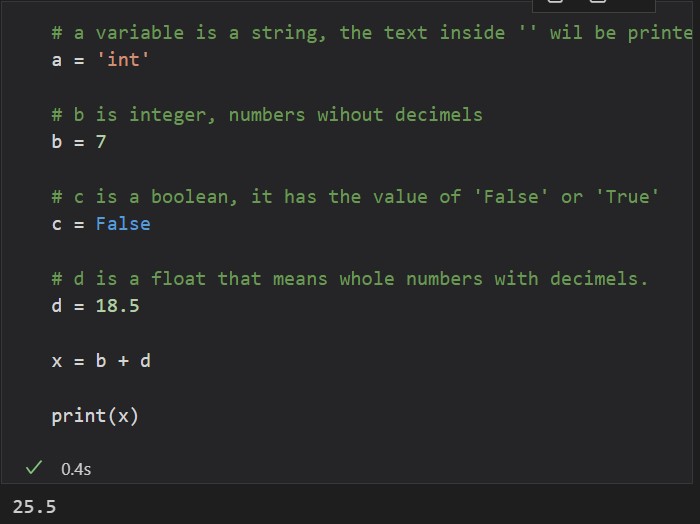 # a variable is a string, the text inside '' wil be printe
a = 'int'
# b is integer, numbers wihout decimels
b = 7
# c is a boolean, it has the value of 'False' or 'True'
c = False
# d is a float that means whole numbers with decimels.
d = 18.5
x = b + d
print(x)
0.4s
25.5